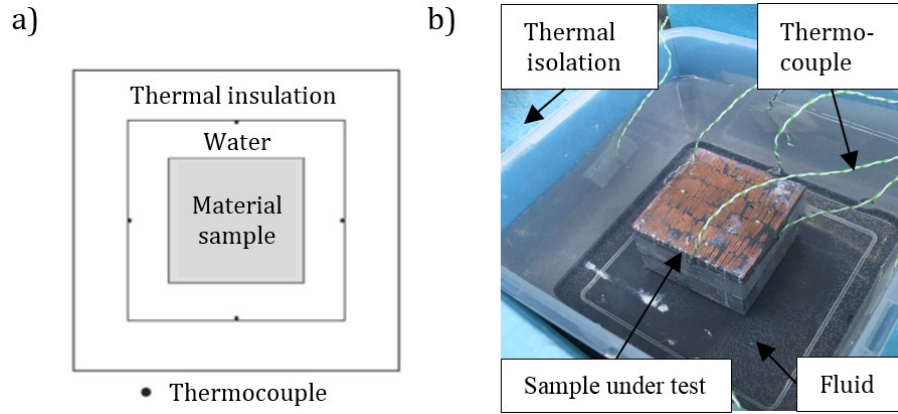 a)
Thermal insulation
Water
Material
sample
Thermocouple
b)
Thermal
isolation
Thermo-
couple
Sample under test
Fluid